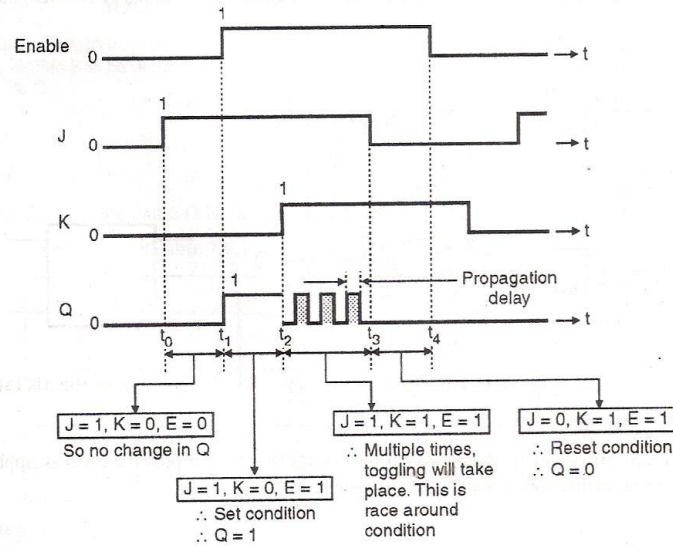 1
Enable 0 t
1
J 0 t
1
K 0 t
1
Propagation
delay
Q 0 t
t0 t1 t2 t3 t4
J = 1, K = 0, E = 0
So no change in Q
J = 1, K = 0, E = 1
∴ Set condition
∴ Q = 1
J = 1, K = 1, E = 1
∴ Multiple times,
toggling will take
place. This is
race around
condition
J = 0, K = 1, E = 1
∴ Reset condition
∴ Q = 0